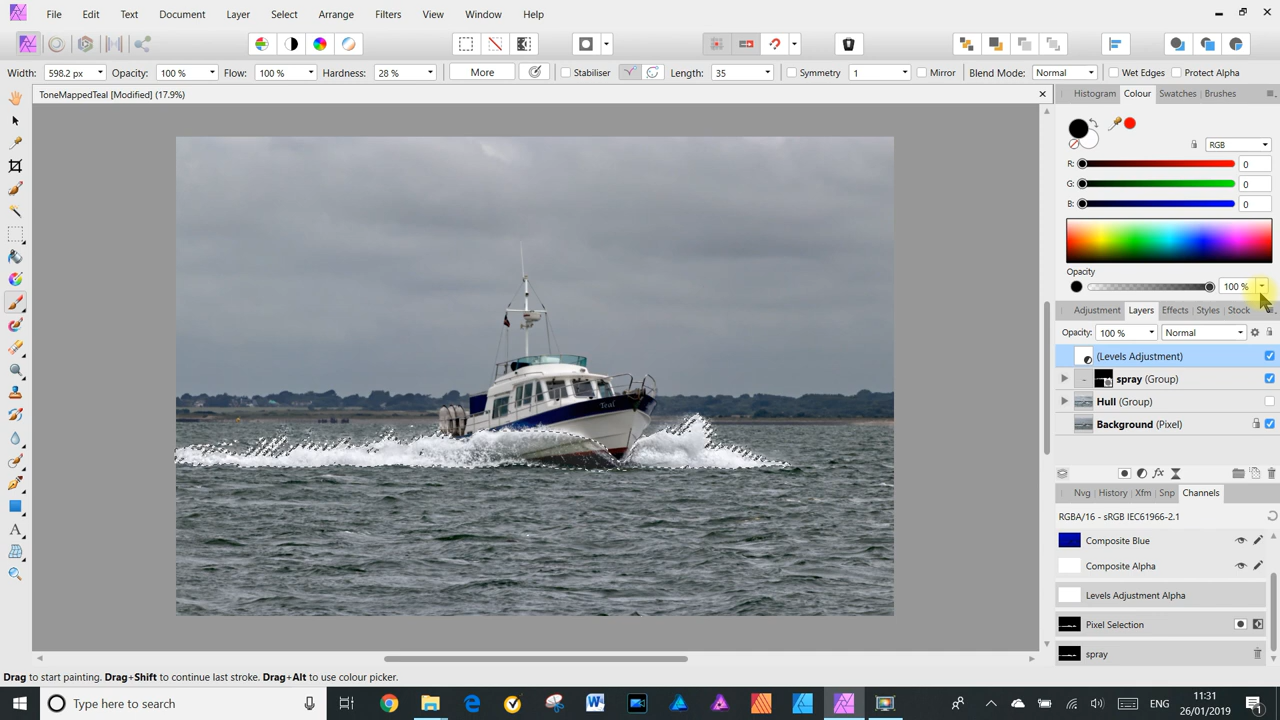 File Edit Text Document Layer Select Arrange Filters View Window Help
Width: 598.2 px Opacity: 100 % Flow: 100 % Hardness: 28 % More Stabiliser Length: 35 Symmetry 1 Mirror Blend Mode: Normal Wet Edges Protect Alpha
ToneMappedTeal [Modified] (17.9%)
Histogram Colour Swatches Brushes
RGB
R: 0
G: 0
B: 0
Opacity
100 %
Adjustment Layers Effects Styles Stock
Opacity: 100 % Normal
(Levels Adjustment)
spray (Group)
Hull (Group)
Background (Pixel)
Teal
Nvg History Xfm Snp Channels
RGBA/16 - sRGB IEC61966-2.1
Composite Blue
Composite Alpha
Levels Adjustment Alpha
Pixel Selection
spray
Drag to start painting. Drag+Shift to continue last stroke. Drag+Alt to use colour picker.
Type here to search
ENG
11:31
26/01/2019
1